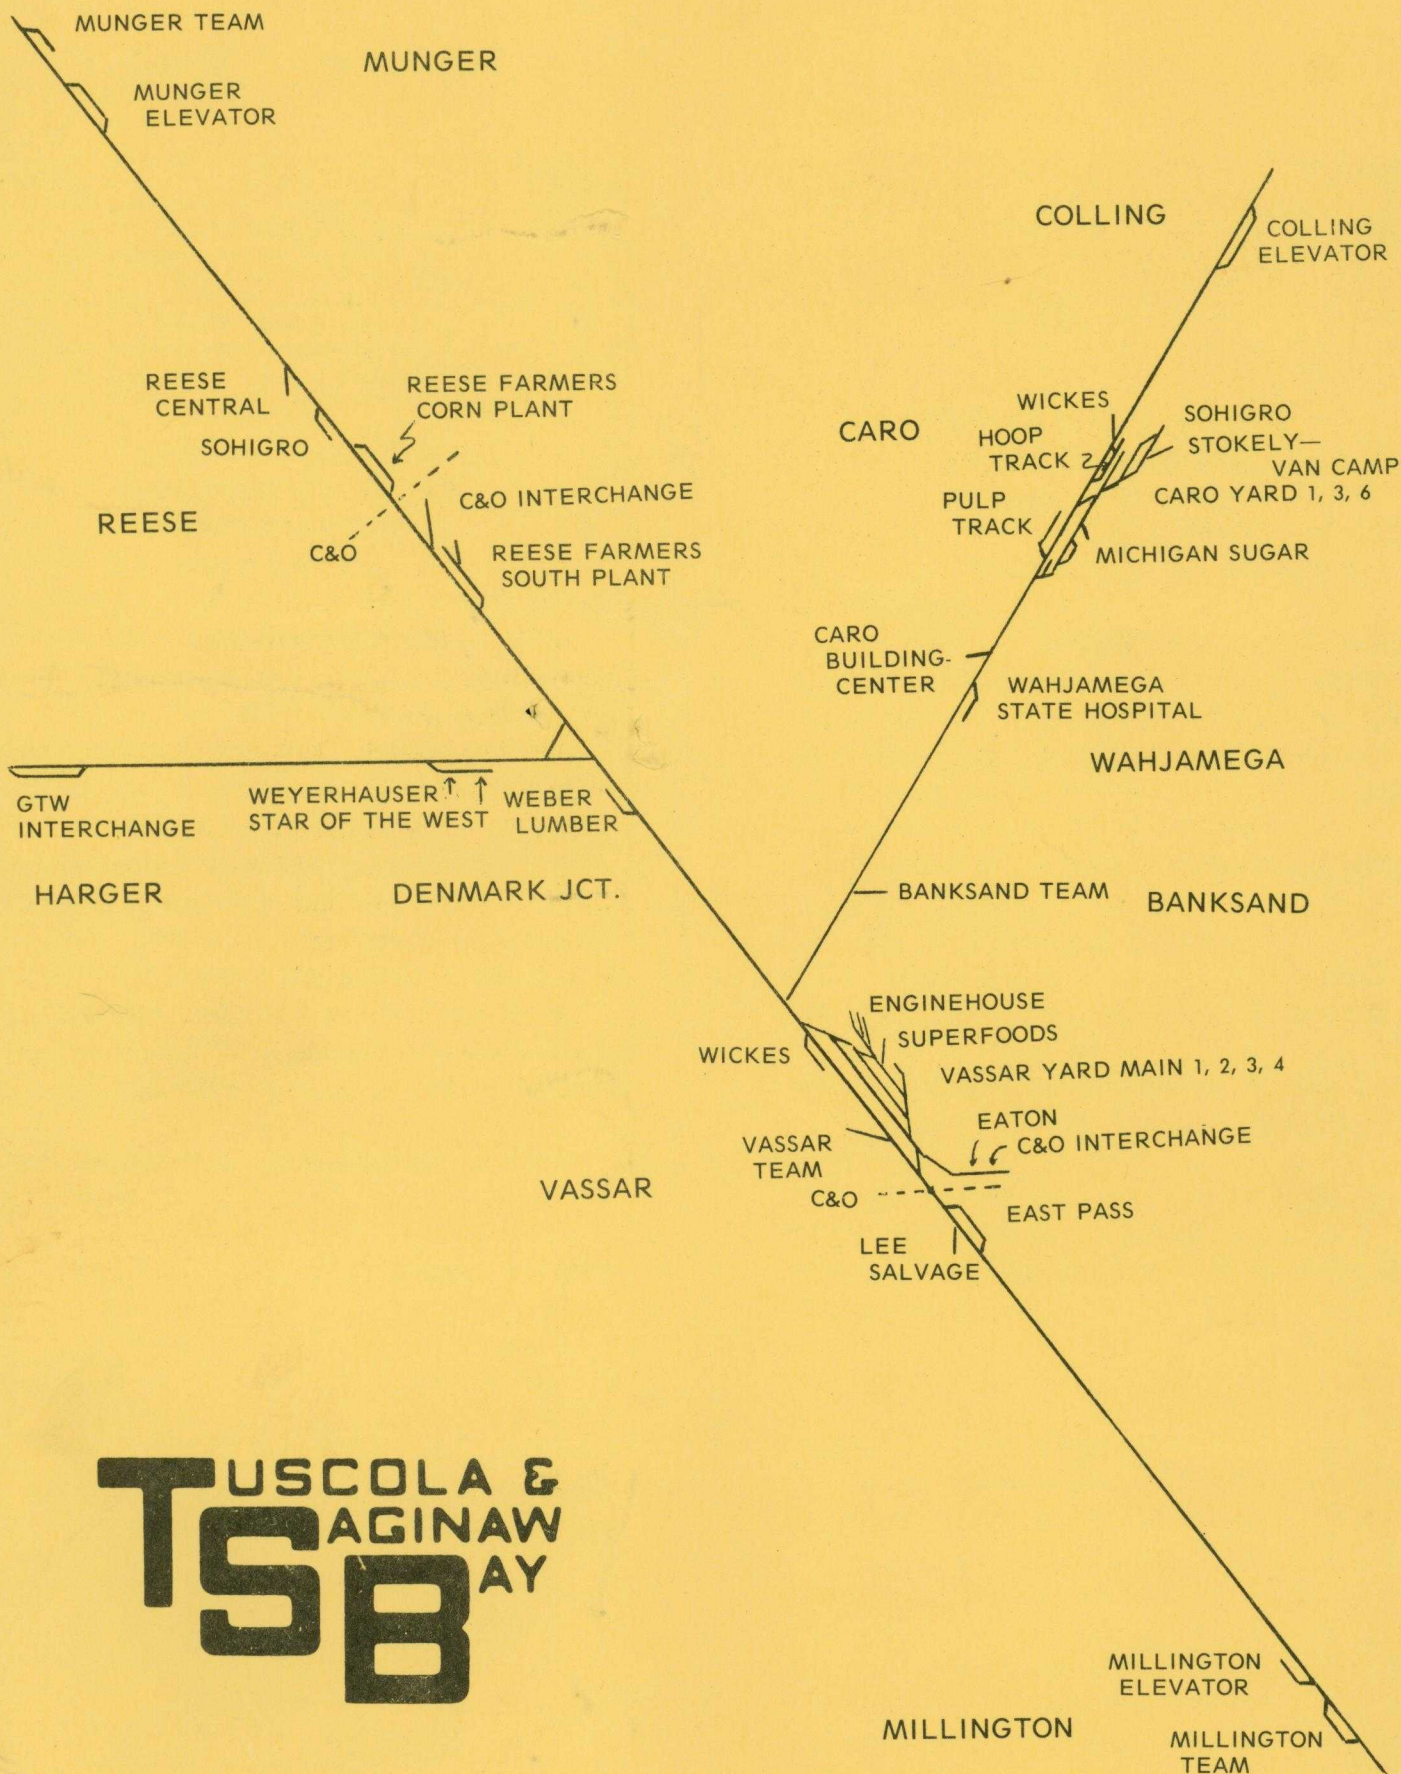 MUNGER TEAM
MUNGER
MUNGER
ELEVATOR
COLLING
COLLING
ELEVATOR
REESE
CENTRAL
SOHIGRO
REESE FARMERS
CORN PLANT
C&O INTERCHANGE
REESE
C&O
REESE FARMERS
SOUTH PLANT
CARO
WICKES
HOOP
TRACK 2
SOHIGRO
STOKELY—
VAN CAMP
CARO YARD 1, 3, 6
PULP
TRACK
MICHIGAN SUGAR
CARO
BUILDING-
CENTER
WAHJAMEGA
STATE HOSPITAL
WAHJAMEGA
GTW
INTERCHANGE
WEYERHAUSER
STAR OF THE WEST
WEBER
LUMBER
HARGER
DENMARK JCT.
BANKSAND TEAM
BANKSAND
ENGINEHOUSE
SUPERFOODS
WICKES
VASSAR YARD MAIN 1, 2, 3, 4
EATON
C&O INTERCHANGE
VASSAR
TEAM
VASSAR
C&O
EAST PASS
LEE
SALVAGE
TUSCOLA &
SAGINAW
BAY
MILLINGTON
ELEVATOR
MILLINGTON
MILLINGTON
TEAM